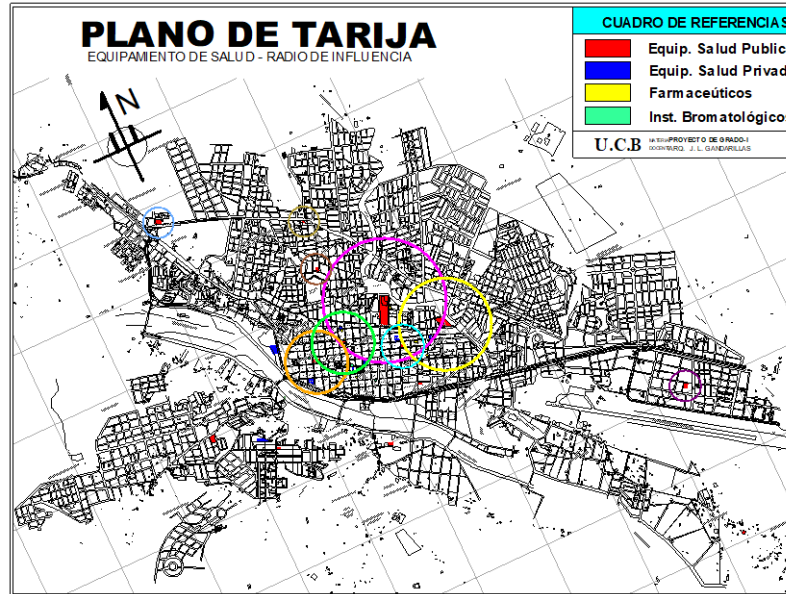 PLANO DE TARIJA
EQUIPAMIENTO DE SALUD - RADIO DE INFLUENCIA
N
CUADRO DE REFERENCIAS
Equip. Salud Public
Equip. Salud Privad
Farmaceúticos
Inst. Bromatológicos
U.C.B
PROYECTO DE GRADO-I
J. L. GANDARILLAS